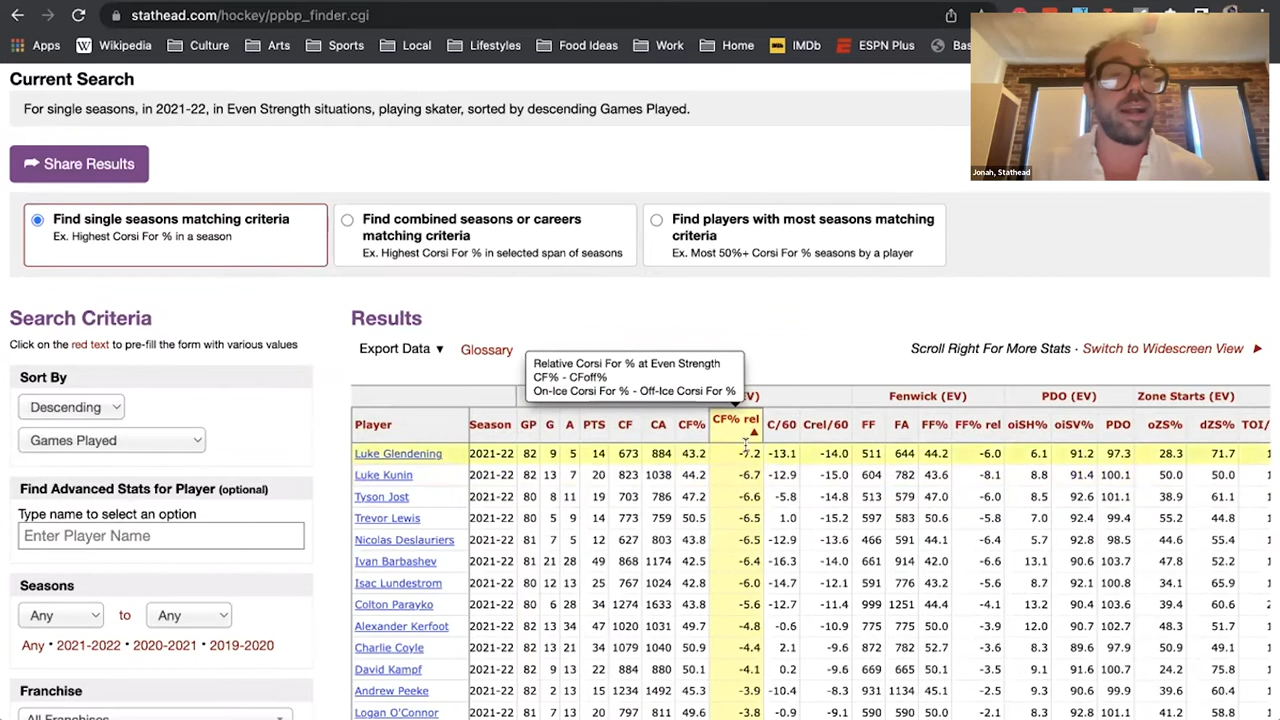 stathead.com/hockey/ppbp_finder.cgi
Apps Wikipedia Culture Arts Sports Local Lifestyles Food Ideas Work Home IMDb ESPN Plus Bas
Jonah, Stathead
Current Search
For single seasons, in 2021-22, in Even Strength situations, playing skater, sorted by descending Games Played.
Share Results
Find single seasons matching criteria
Ex. Highest Corsi For % in a season
Find combined seasons or careers
matching criteria
Ex. Highest Corsi For % in selected span of seasons
Find players with most seasons matching
criteria
Ex. Most 50%+ Corsi For % seasons by a player
Search Criteria
Click on the red text to pre-fill the form with various values
Sort By
Descending
Games Played
Find Advanced Stats for Player (optional)
Type name to select an option
Enter Player Name
Seasons
Any to Any
Any · 2021-2022 · 2020-2021 · 2019-2020
Franchise
All Franchises
Results
Export Data ▼ Glossary
Scroll Right For More Stats · Switch to Widescreen View ▶
Relative Corsi For % at Even Strength
CF% - CFoff%
On-Ice Corsi For % - Off-Ice Corsi For %
V) Fenwick (EV) PDO (EV) Zone Starts (EV)
Player Season GP G A PTS CF CA CF% CF% rel ▲ C/60 Crel/60 FF FA FF% FF% rel oiSH% oiSV% PDO oZS% dZS% TOI/
Luke Glendening 2021-22 82 9 5 14 673 884 43.2 -7.2 -13.1 -14.0 511 644 44.2 -6.0 6.1 91.2 97.3 28.3 71.7 1
Luke Kunin 2021-22 82 13 7 20 823 1038 44.2 -6.7 -12.9 -15.0 604 782 43.6 -8.1 8.8 91.4 100.1 50.0 50.0 1
Tyson Jost 2021-22 80 8 11 19 703 786 47.2 -6.6 -5.8 -14.8 513 579 47.0 -6.0 8.5 92.6 101.1 38.9 61.1 1
Trevor Lewis 2021-22 80 5 9 14 773 759 50.5 -6.5 1.0 -15.2 597 583 50.6 -5.8 7.0 92.4 99.4 55.2 44.8 1
Nicolas Deslauriers 2021-22 81 7 5 12 627 803 43.8 -6.5 -12.9 -13.6 466 591 44.1 -6.4 5.7 92.8 98.5 44.6 55.4 1
Ivan Barbashev 2021-22 81 21 28 49 868 1174 42.5 -6.4 -16.3 -14.0 661 914 42.0 -6.6 13.1 90.6 103.7 47.8 52.2 1
Isac Lundestrom 2021-22 80 12 13 25 767 1024 42.8 -6.0 -14.7 -12.1 591 776 43.2 -5.6 8.7 92.1 100.8 34.1 65.9 1
Colton Parayko 2021-22 80 6 28 34 1274 1633 43.8 -5.6 -12.7 -11.4 999 1251 44.4 -4.1 13.2 90.4 103.6 39.4 60.6 2
Alexander Kerfoot 2021-22 82 13 34 47 1020 1031 49.7 -4.8 -0.6 -10.9 775 775 50.0 -3.9 12.0 90.7 102.7 48.3 51.7 1
Charlie Coyle 2021-22 82 13 21 34 1079 1040 50.9 -4.4 2.1 -9.6 872 784 52.7 -3.6 8.3 89.6 97.9 50.9 49.1 1
David Kampf 2021-22 82 9 13 22 884 880 50.1 -4.1 0.2 -9.6 669 665 50.1 -3.5 9.1 91.6 100.7 24.2 75.8 1
Andrew Peeke 2021-22 82 2 13 15 1234 1492 45.3 -3.9 -10.4 -8.3 931 1134 45.1 -2.5 9.3 90.6 99.9 39.6 60.4 2
Logan O'Connor 2021-22 81 7 13 20 797 811 49.6 -3.8 -0.9 -9.1 583 590 50.0 -2.1 8.3 92.0 100.3 41.2 58.8 1